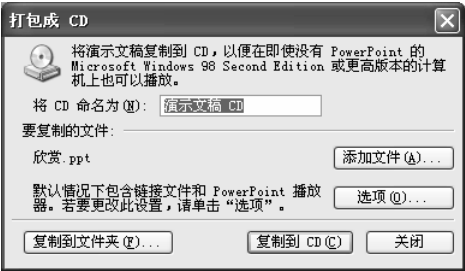 打包成 CD
将演示文稿复制到 CD，以便在即使没有 PowerPoint 的
Microsoft Windows 98 Second Edition 或更高版本的计算
机上也可以播放。
将 CD 命名为(N): 演示文稿 CD
要复制的文件:
欣赏.ppt
添加文件(A)...
默认情况下包含链接文件和 PowerPoint 播放
器。若要更改此设置，请单击“选项”。
选项(O)...
复制到文件夹(F)...
复制到 CD(C)
关闭